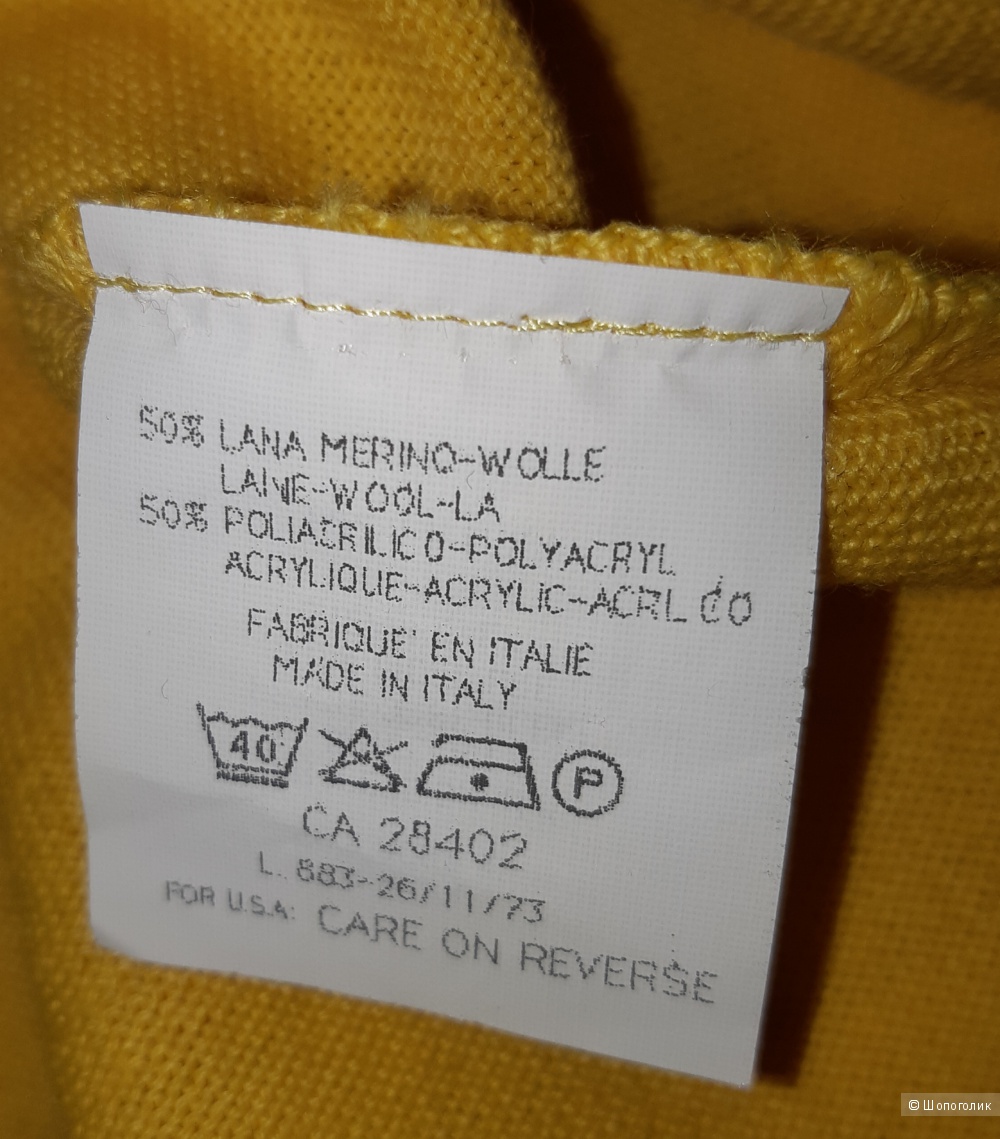 50% LANA MERINO-WOLLE
LAINE-WOOL-LA
50% POLIACRILICO-POLYACRYL
ACRYLIQUE-ACRYLIC-ACRL CO
FABRIQUE' EN ITALIE
MADE IN ITALY
40 P
CA 28402
L. 883-26/11/73
FOR U.S.A: CARE ON REVERSE
© Шопоголик